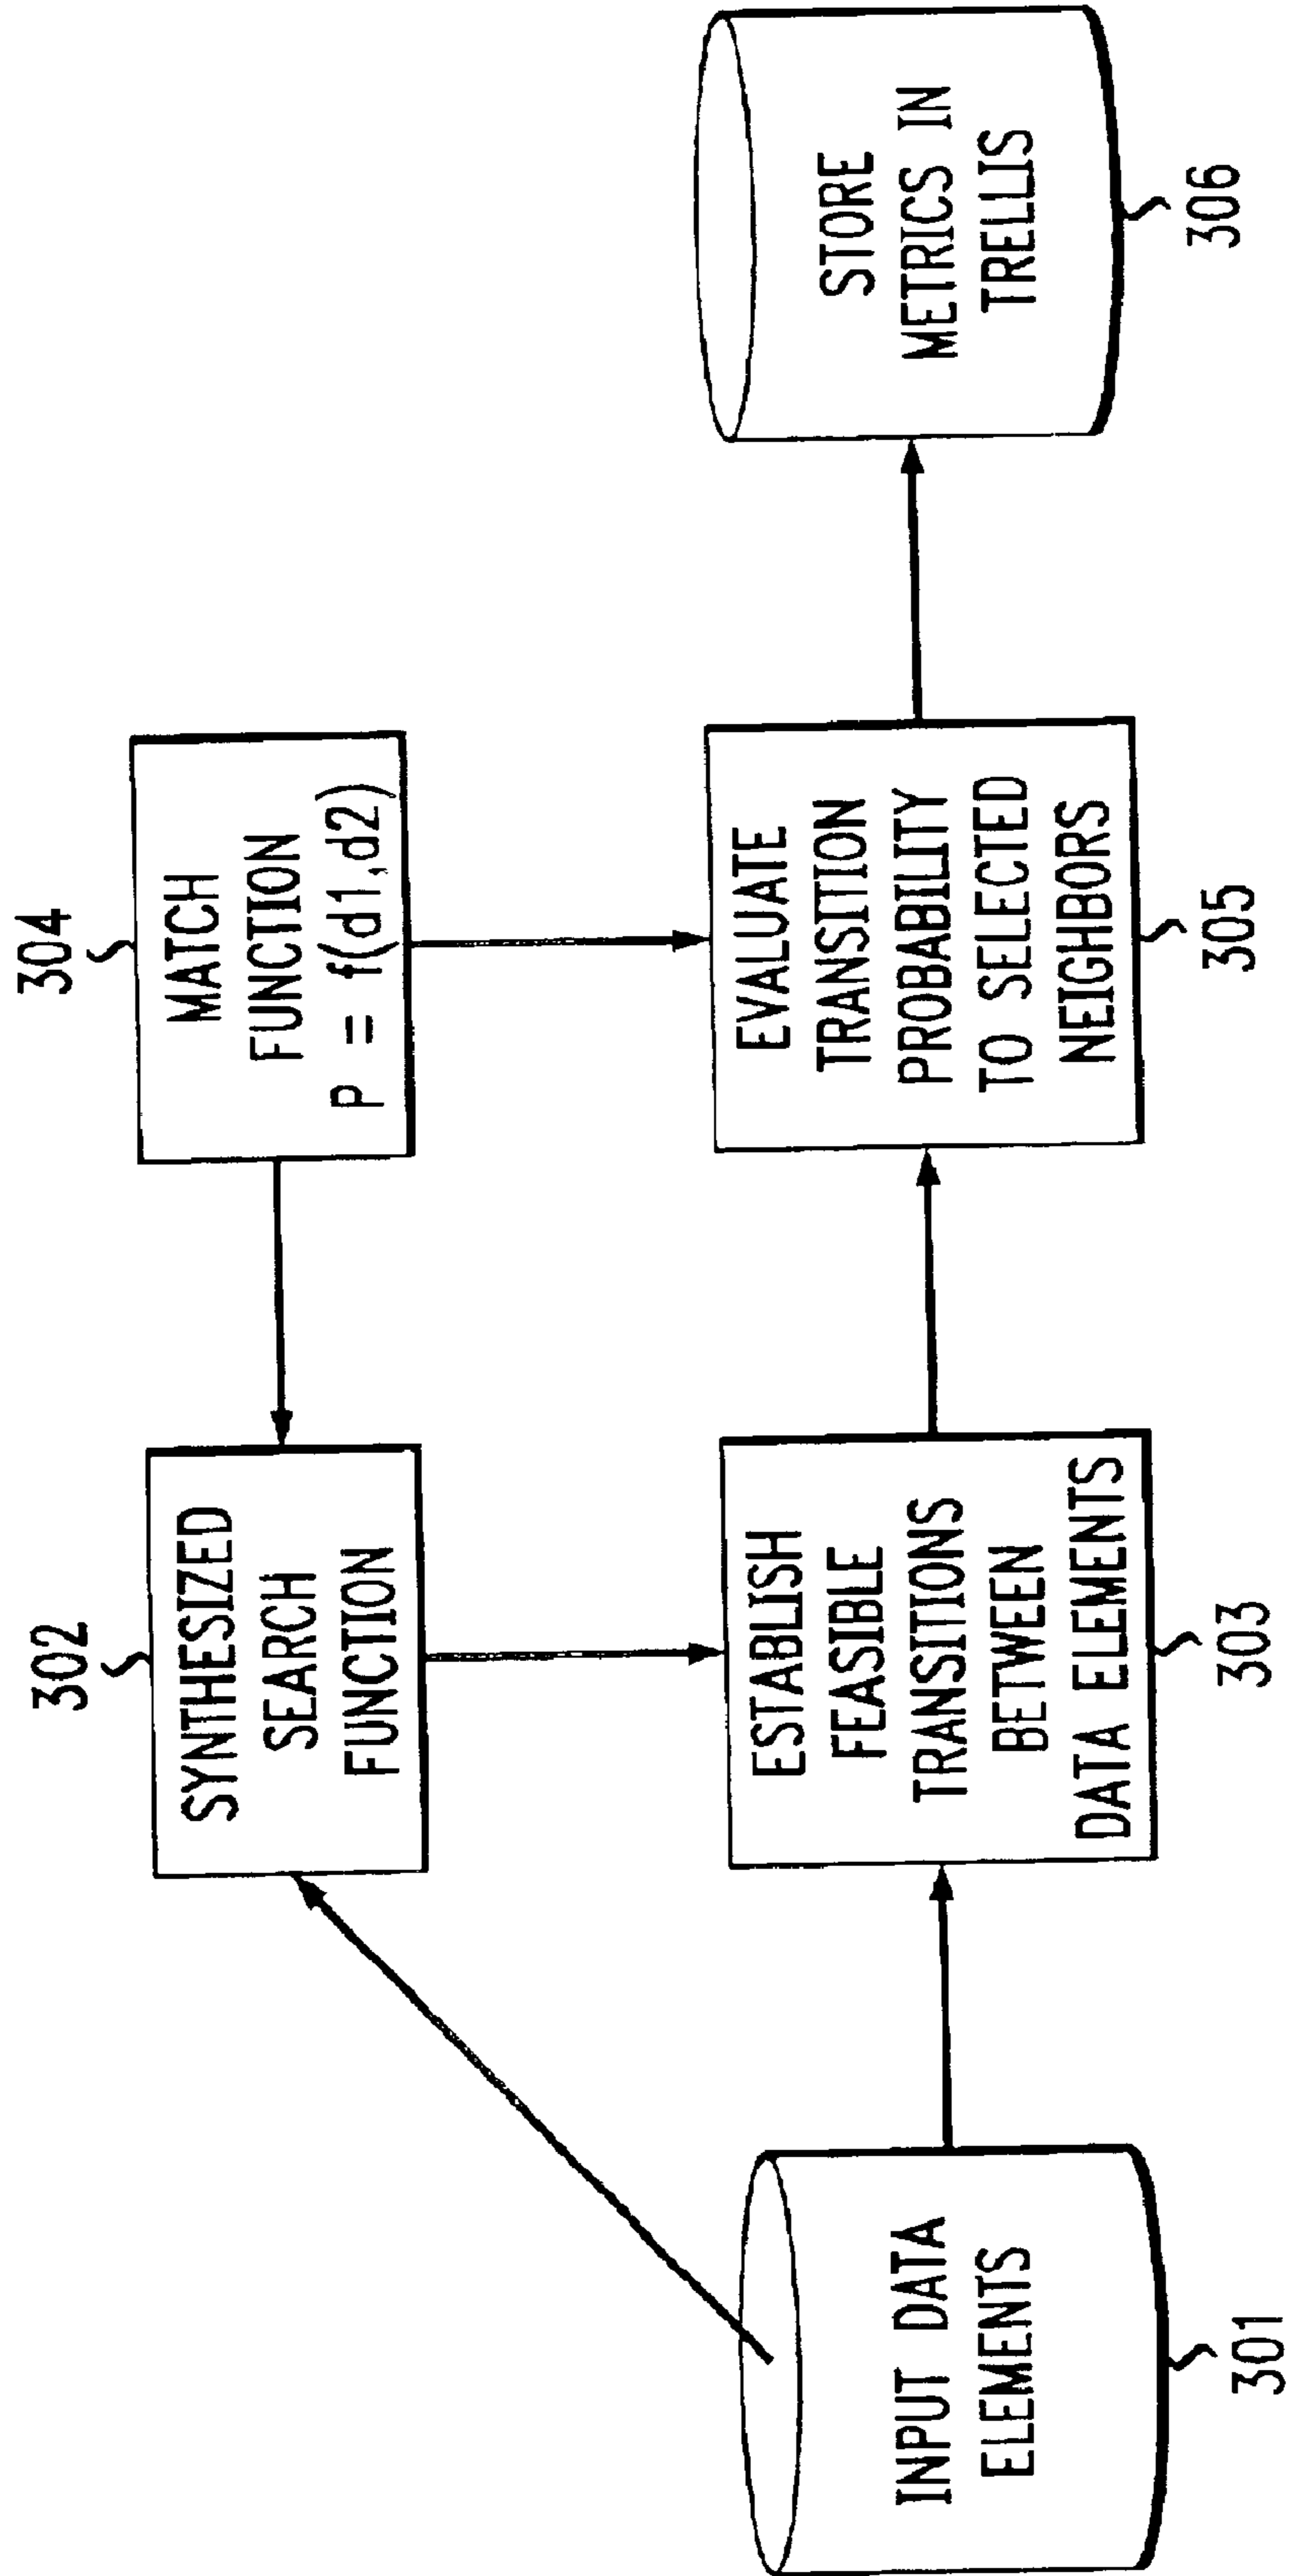 302
SYNTHESIZED
SEARCH
FUNCTION
304
MATCH
FUNCTION
P = f(d1,d2)
INPUT DATA
ELEMENTS
301
ESTABLISH
FEASIBLE
TRANSITIONS
BETWEEN
DATA ELEMENTS
303
EVALUATE
TRANSITION
PROBABILITY
TO SELECTED
NEIGHBORS
305
STORE
METRICS IN
TRELLIS
306